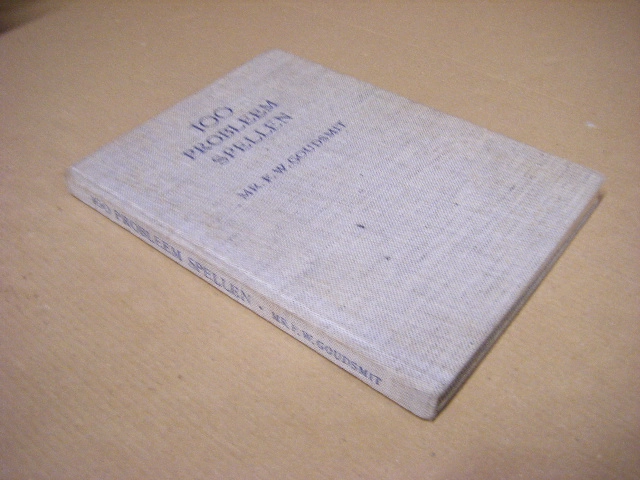 100
PROBLEEM
SPELLEN
MR. F. W. GOUDSMIT
100 PROBLEEM SPELLEN • MR. F. W. GOUDSMIT